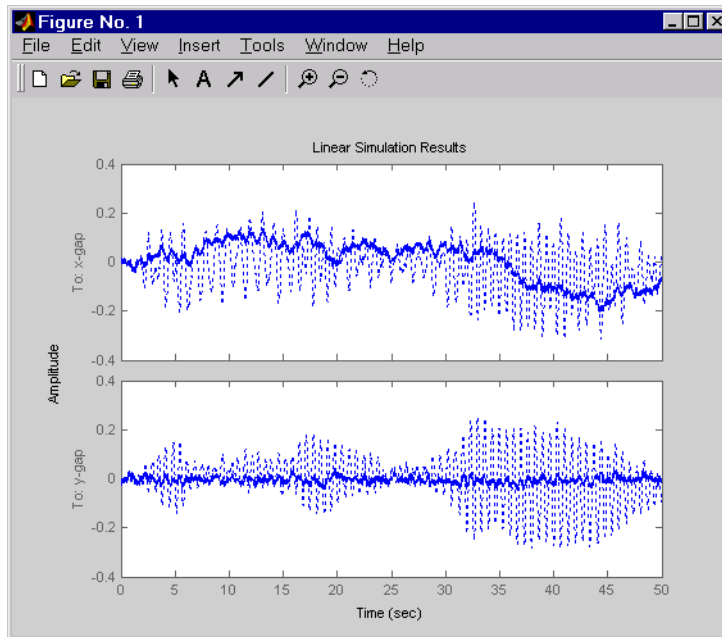 Figure No. 1
File Edit View Insert Tools Window Help
A
Linear Simulation Results
0.4
0.2
0
-0.2
-0.4
To: x-gap
Amplitude
0.4
0.2
0
-0.2
-0.4
To: y-gap
0 5 10 15 20 25 30 35 40 45 50
Time (sec)